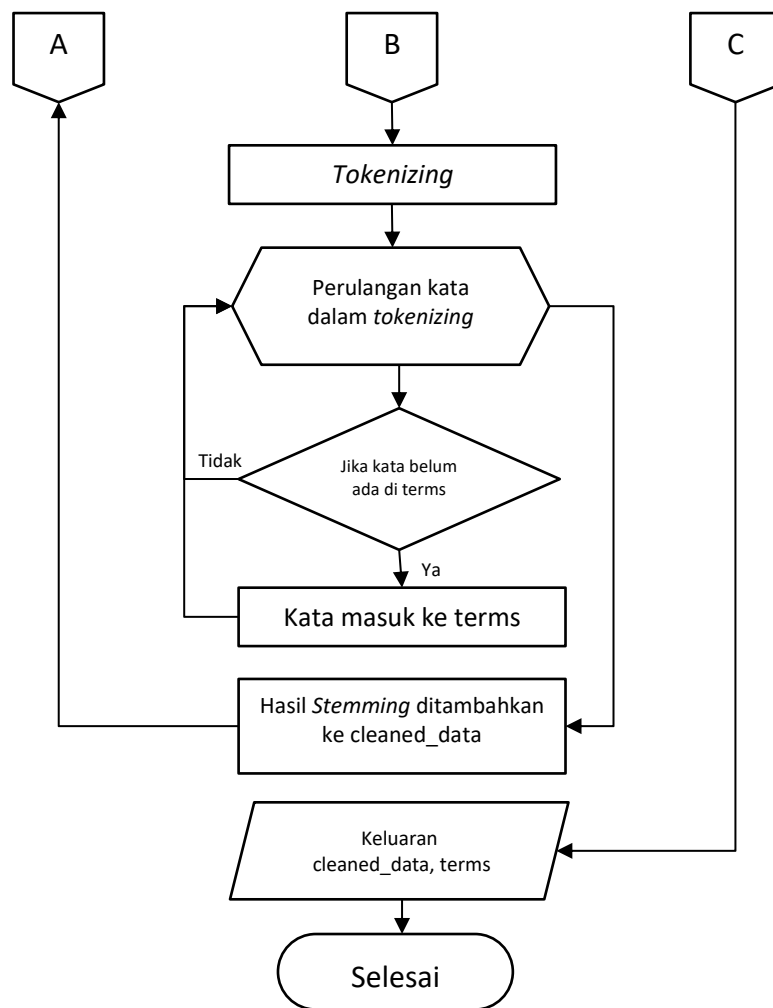 A
B
C
Tokenizing
Perulangan kata
dalam tokenizing
Tidak
Jika kata belum
ada di terms
Ya
Kata masuk ke terms
Hasil Stemming ditambahkan
ke cleaned_data
Keluaran
cleaned_data, terms
Selesai